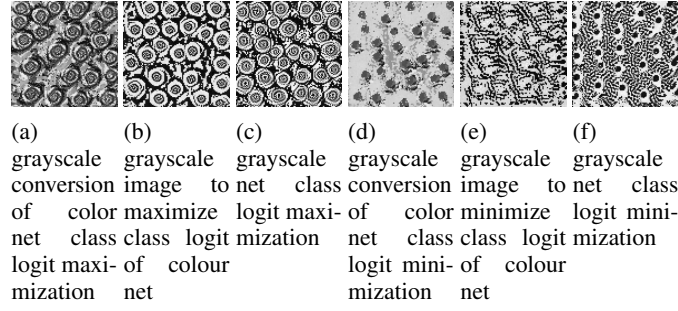 (a)
grayscale
conversion
of color
net class
logit maxi-
mization
(b)
grayscale
image to
maximize
class logit
of colour
net
(c)
grayscale
net class
logit maxi-
mization
(d)
grayscale
conversion
of color
net class
logit mini-
mization
(e)
grayscale
image to
minimize
class logit
of colour
net
(f)
grayscale
net class
logit mini-
mization